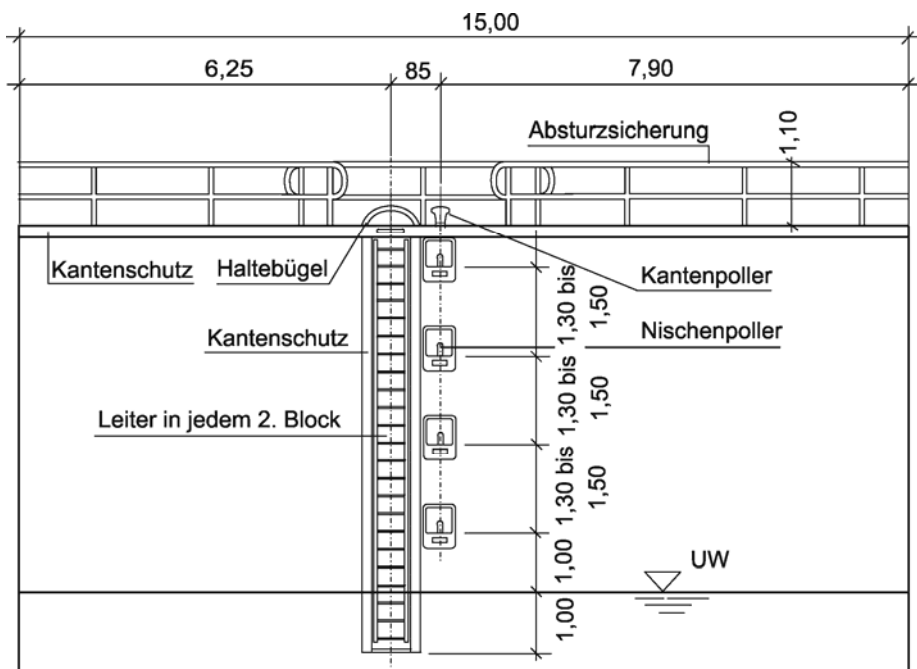 15,00
6,25
85
7,90
Absturzsicherung
1,10
Kantenschutz
Haltebügel
Kantenpoller
1,30 bis
1,50
Kantenschutz
Nischenpoller
1,30 bis
1,50
Leiter in jedem 2. Block
1,30 bis
1,50
1,00
UW
1,00